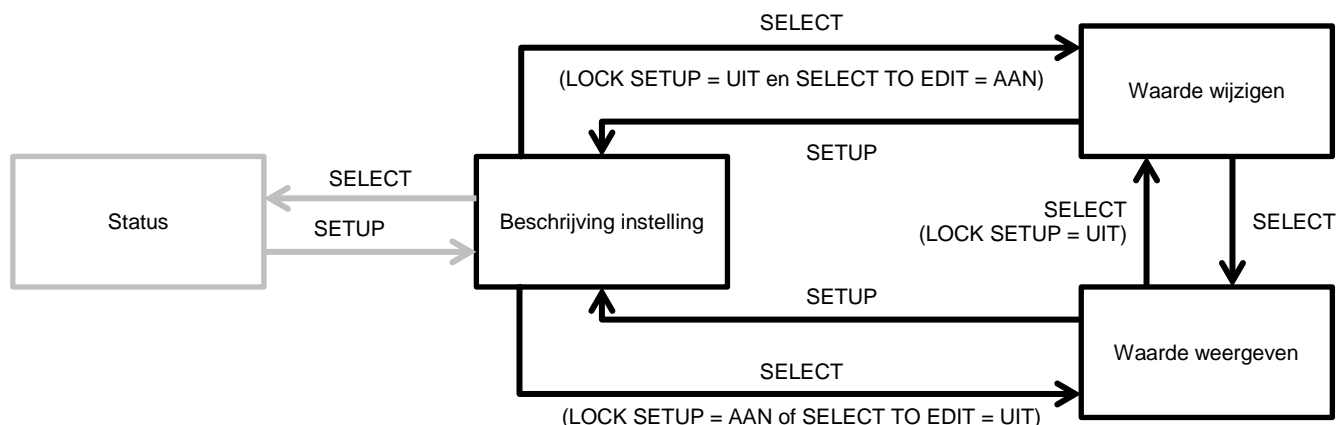 SELECT
(LOCK SETUP = UIT en SELECT TO EDIT = AAN)
Waarde wijzigen
SETUP
SELECT
Status
Beschrijving instelling
SETUP
SELECT
(LOCK SETUP = UIT)
SELECT
SETUP
Waarde weergeven
SELECT
(LOCK SETUP = AAN of SELECT TO EDIT = UIT)